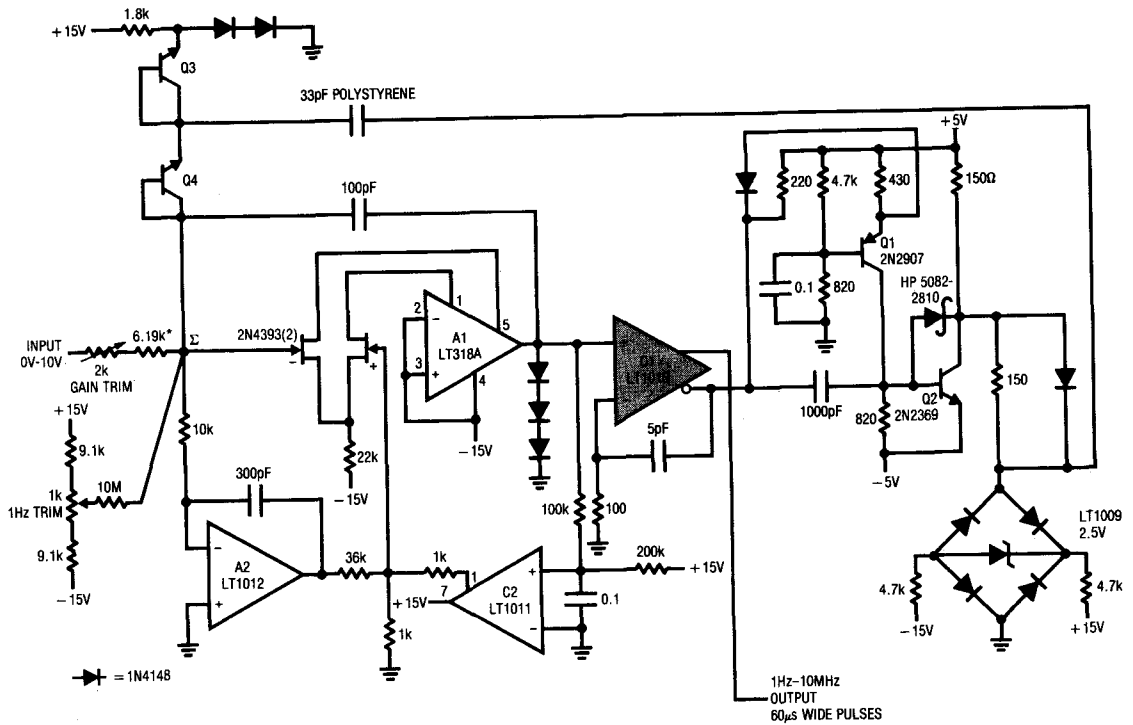 1.8k
+15V
Q3
33pF POLYSTYRENE
+5V
Q4
100pF
220
4.7k
430
150Ω
Q1
2N2907
0.1
820
HP 5082-
2810
2
1
5
A1
LT318A
3
4
-15V
INPUT
0V-10V
6.19k*
Σ
2N4393(2)
-
+
2k
GAIN TRIM
1000pF
Q2
2N2369
150
820
-5V
+15V
9.1k
1k
1Hz TRIM
10M
9.1k
-15V
10k
22k
-15V
5pF
300pF
100k
100
LT1009
2.5V
-
A2
LT1012
+
36k
1k
+15V
7
1
C2
LT1011
+
-
200k
+15V
0.1
1k
4.7k
-15V
4.7k
+15V
= 1N4148
1Hz-10MHz
OUTPUT
60µs WIDE PULSES